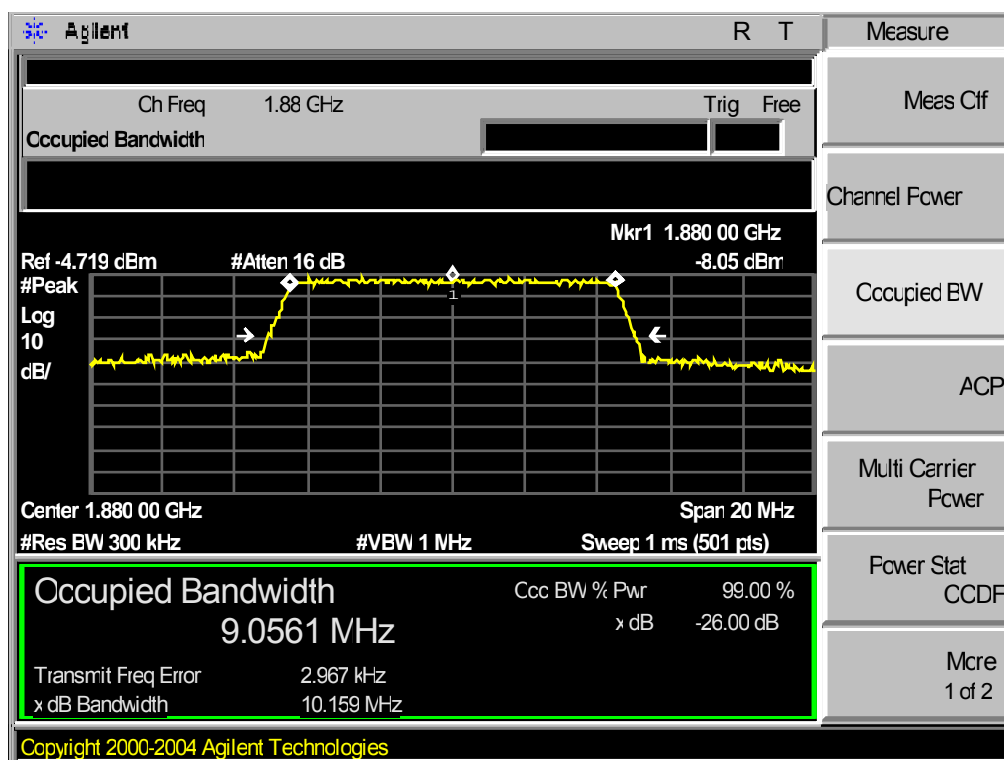 Agilent R T Measure
Ch Freq 1.88 GHz Trig Free
Occupied Bandwidth
Meas Off
Channel Power
Occupied BW
ACP
Multi Carrier
Power
Power Stat
CCDF
More
1 of 2
Mkr1 1.880 00 GHz
Ref -4.719 dBm #Atten 16 dB -8.05 dBm
#Peak
Log
10
dB/
1
Center 1.880 00 GHz Span 20 MHz
#Res BW 300 kHz #VBW 1 MHz Sweep 1 ms (501 pts)
Occupied Bandwidth
9.0561 MHz
Occ BW % Pwr 99.00 %
x dB -26.00 dB
Transmit Freq Error 2.967 kHz
x dB Bandwidth 10.159 MHz
Copyright 2000-2004 Agilent Technologies